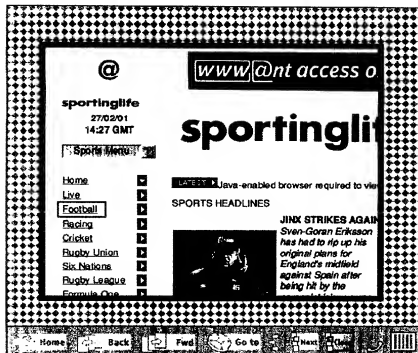 @
www.@nt access o
sportinglife
27/02/01
14:27 GMT
sportinglif
Sports Menu
LATEST Java-enabled browser required to vie
SPORTS HEADLINES
Home
Live
Football
Racing
Cricket
Rugby Union
Six Nations
Rugby League
Formula One
JINX STRIKES AGAIN
Sven-Goran Eriksson
has had to rip up his
original plans for
England's midfield
against Spain after
being hit by the
Home Back Fwd Go to Next